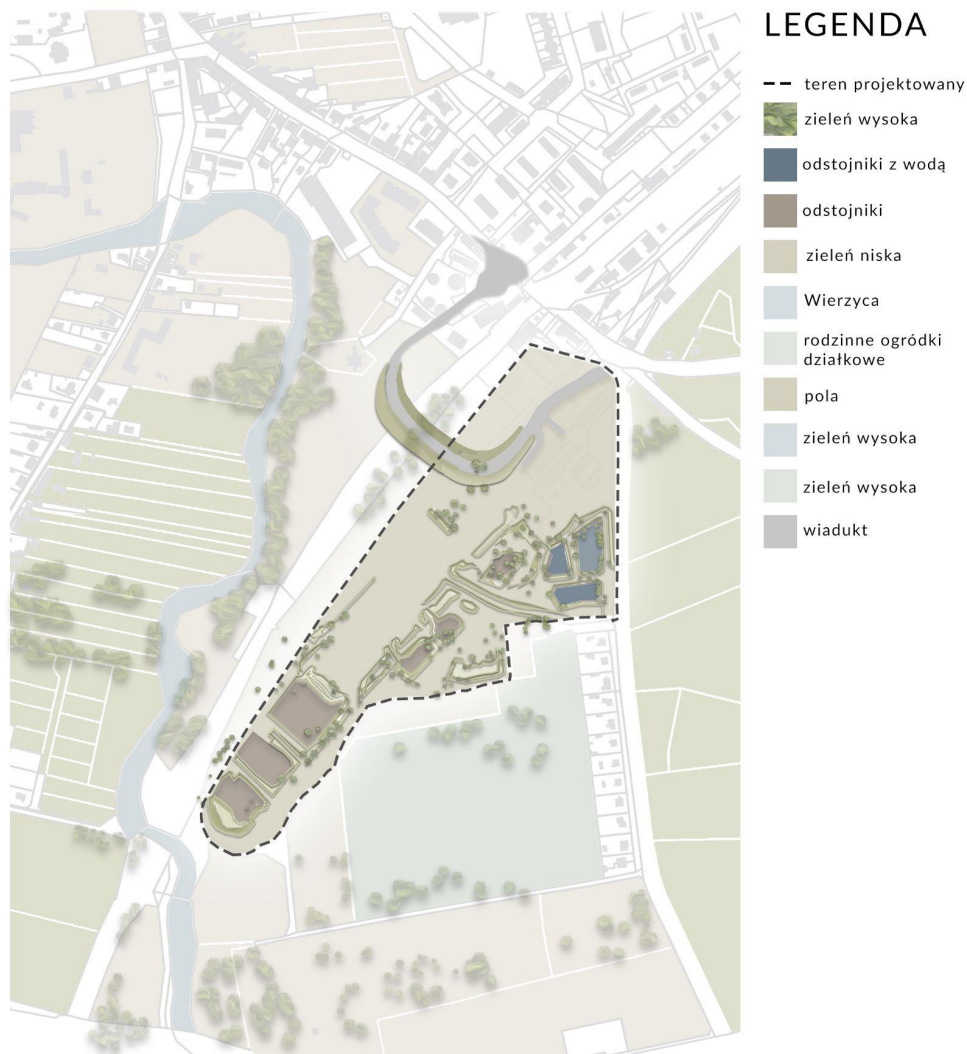 LEGENDA
teren projektowany
zieleń wysoka
odstojniki z wodą
odstojniki
zieleń niska
Wierzyca
rodzinne ogródki
działkowe
pola
zieleń wysoka
zieleń wysoka
wiadukt